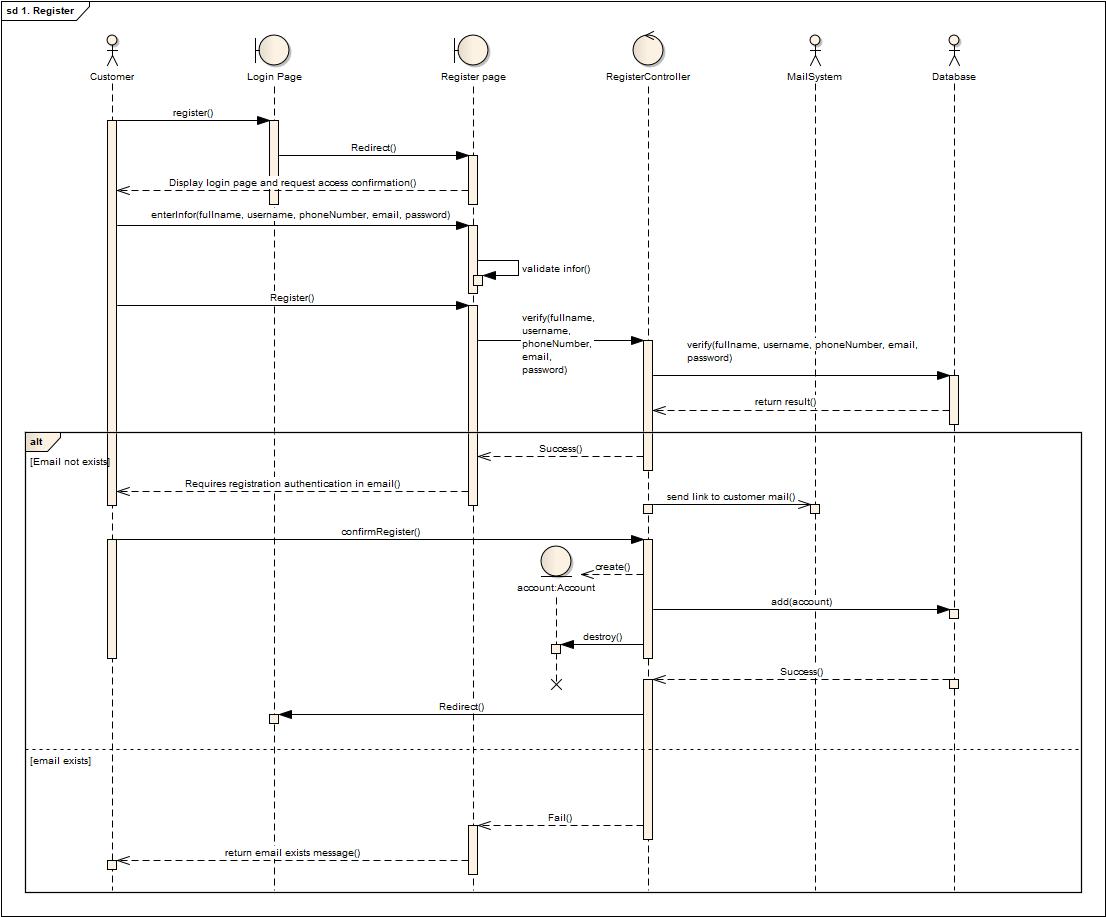 sd 1. Register
Customer
Login Page
Register page
RegisterController
MailSystem
Database
register()
Redirect()
Display login page and request access confirmation()
enterInfor(fullname, username, phoneNumber, email, password)
validate infor()
Register()
verify(fullname,
username,
phoneNumber,
email,
password)
verify(fullname, username, phoneNumber, email,
password)
return result()
alt
[Email not exists]
Success()
Requires registration authentication in email()
send link to customer mail()
confirmRegister()
create()
account:Account
add(account)
destroy()
Success()
Redirect()
[email exists]
Fail()
return email exists message()